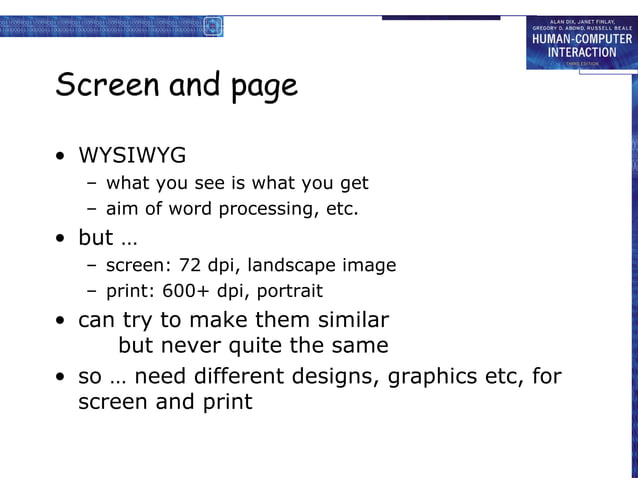 ALAN DIX, JANET FINLAY,
GREGORY D. ABOWD, RUSSELL BEALE
HUMAN-COMPUTER
INTERACTION
THIRD EDITION
Screen and page
• WYSIWYG
– what you see is what you get
– aim of word processing, etc.
• but …
– screen: 72 dpi, landscape image
– print: 600+ dpi, portrait
• can try to make them similar
but never quite the same
• so … need different designs, graphics etc, for
screen and print